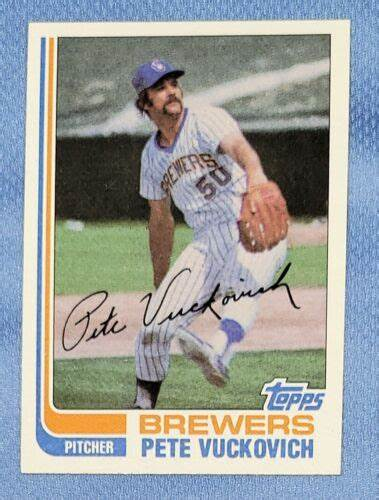 BREWERS
50
Pete Vuckovich
Topps
BREWERS
PITCHER PETE VUCKOVICH